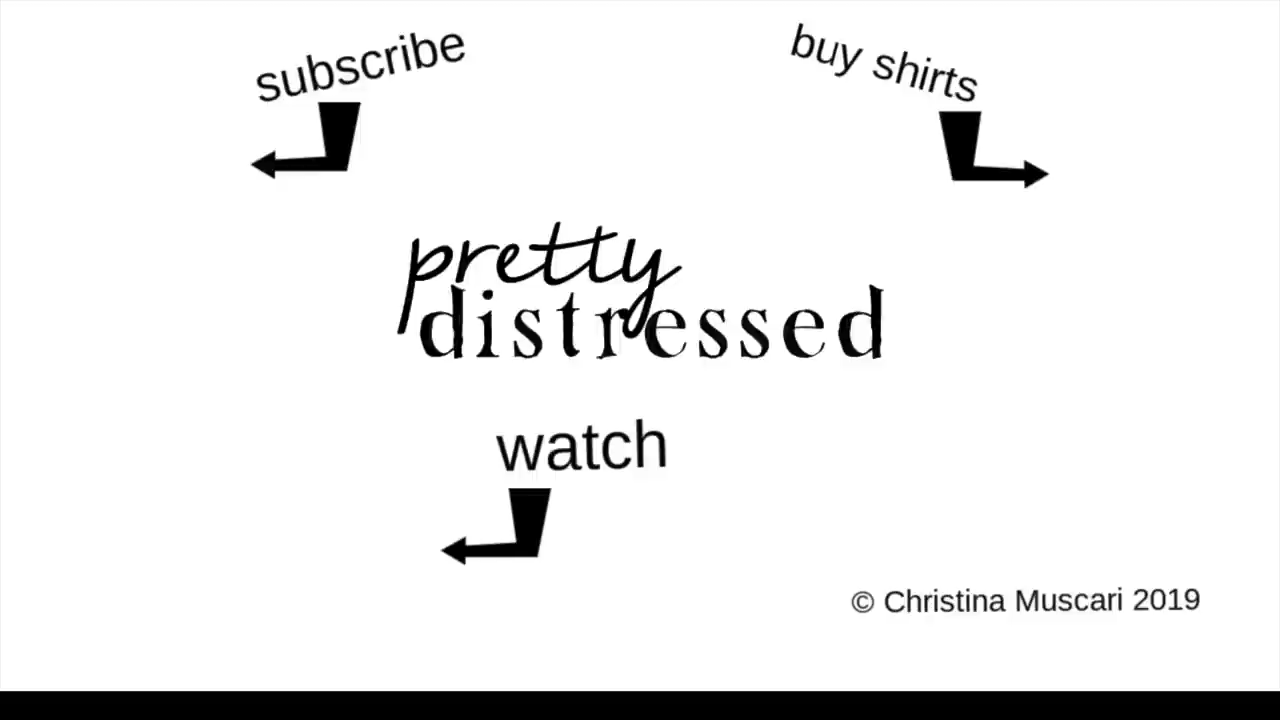 subscribe
buy shirts
pretty
distressed
watch
© Christina Muscari 2019